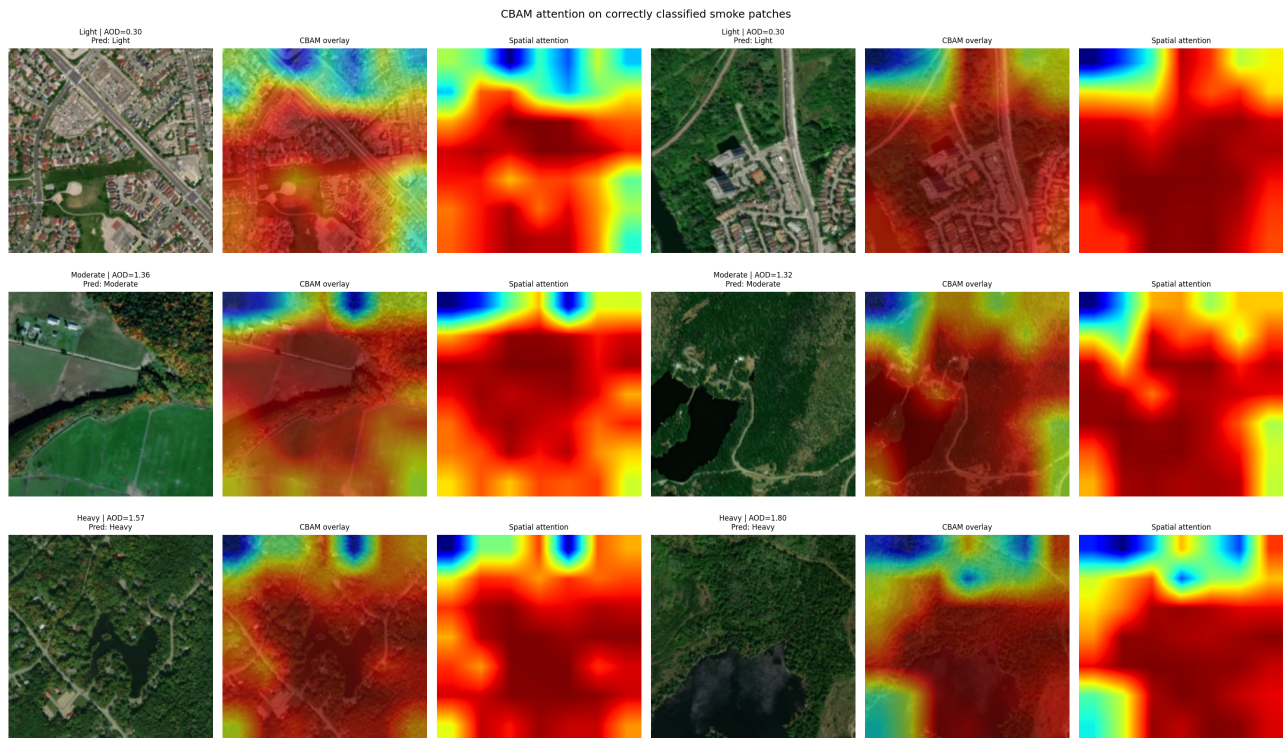 CBAM attention on correctly classified smoke patches
Light | AOD=0.30
Pred: Light
CBAM overlay
Spatial attention
Light | AOD=0.30
Pred: Light
CBAM overlay
Spatial attention
Moderate | AOD=1.36
Pred: Moderate
CBAM overlay
Spatial attention
Moderate | AOD=1.32
Pred: Moderate
CBAM overlay
Spatial attention
Heavy | AOD=1.57
Pred: Heavy
CBAM overlay
Spatial attention
Heavy | AOD=1.80
Pred: Heavy
CBAM overlay
Spatial attention